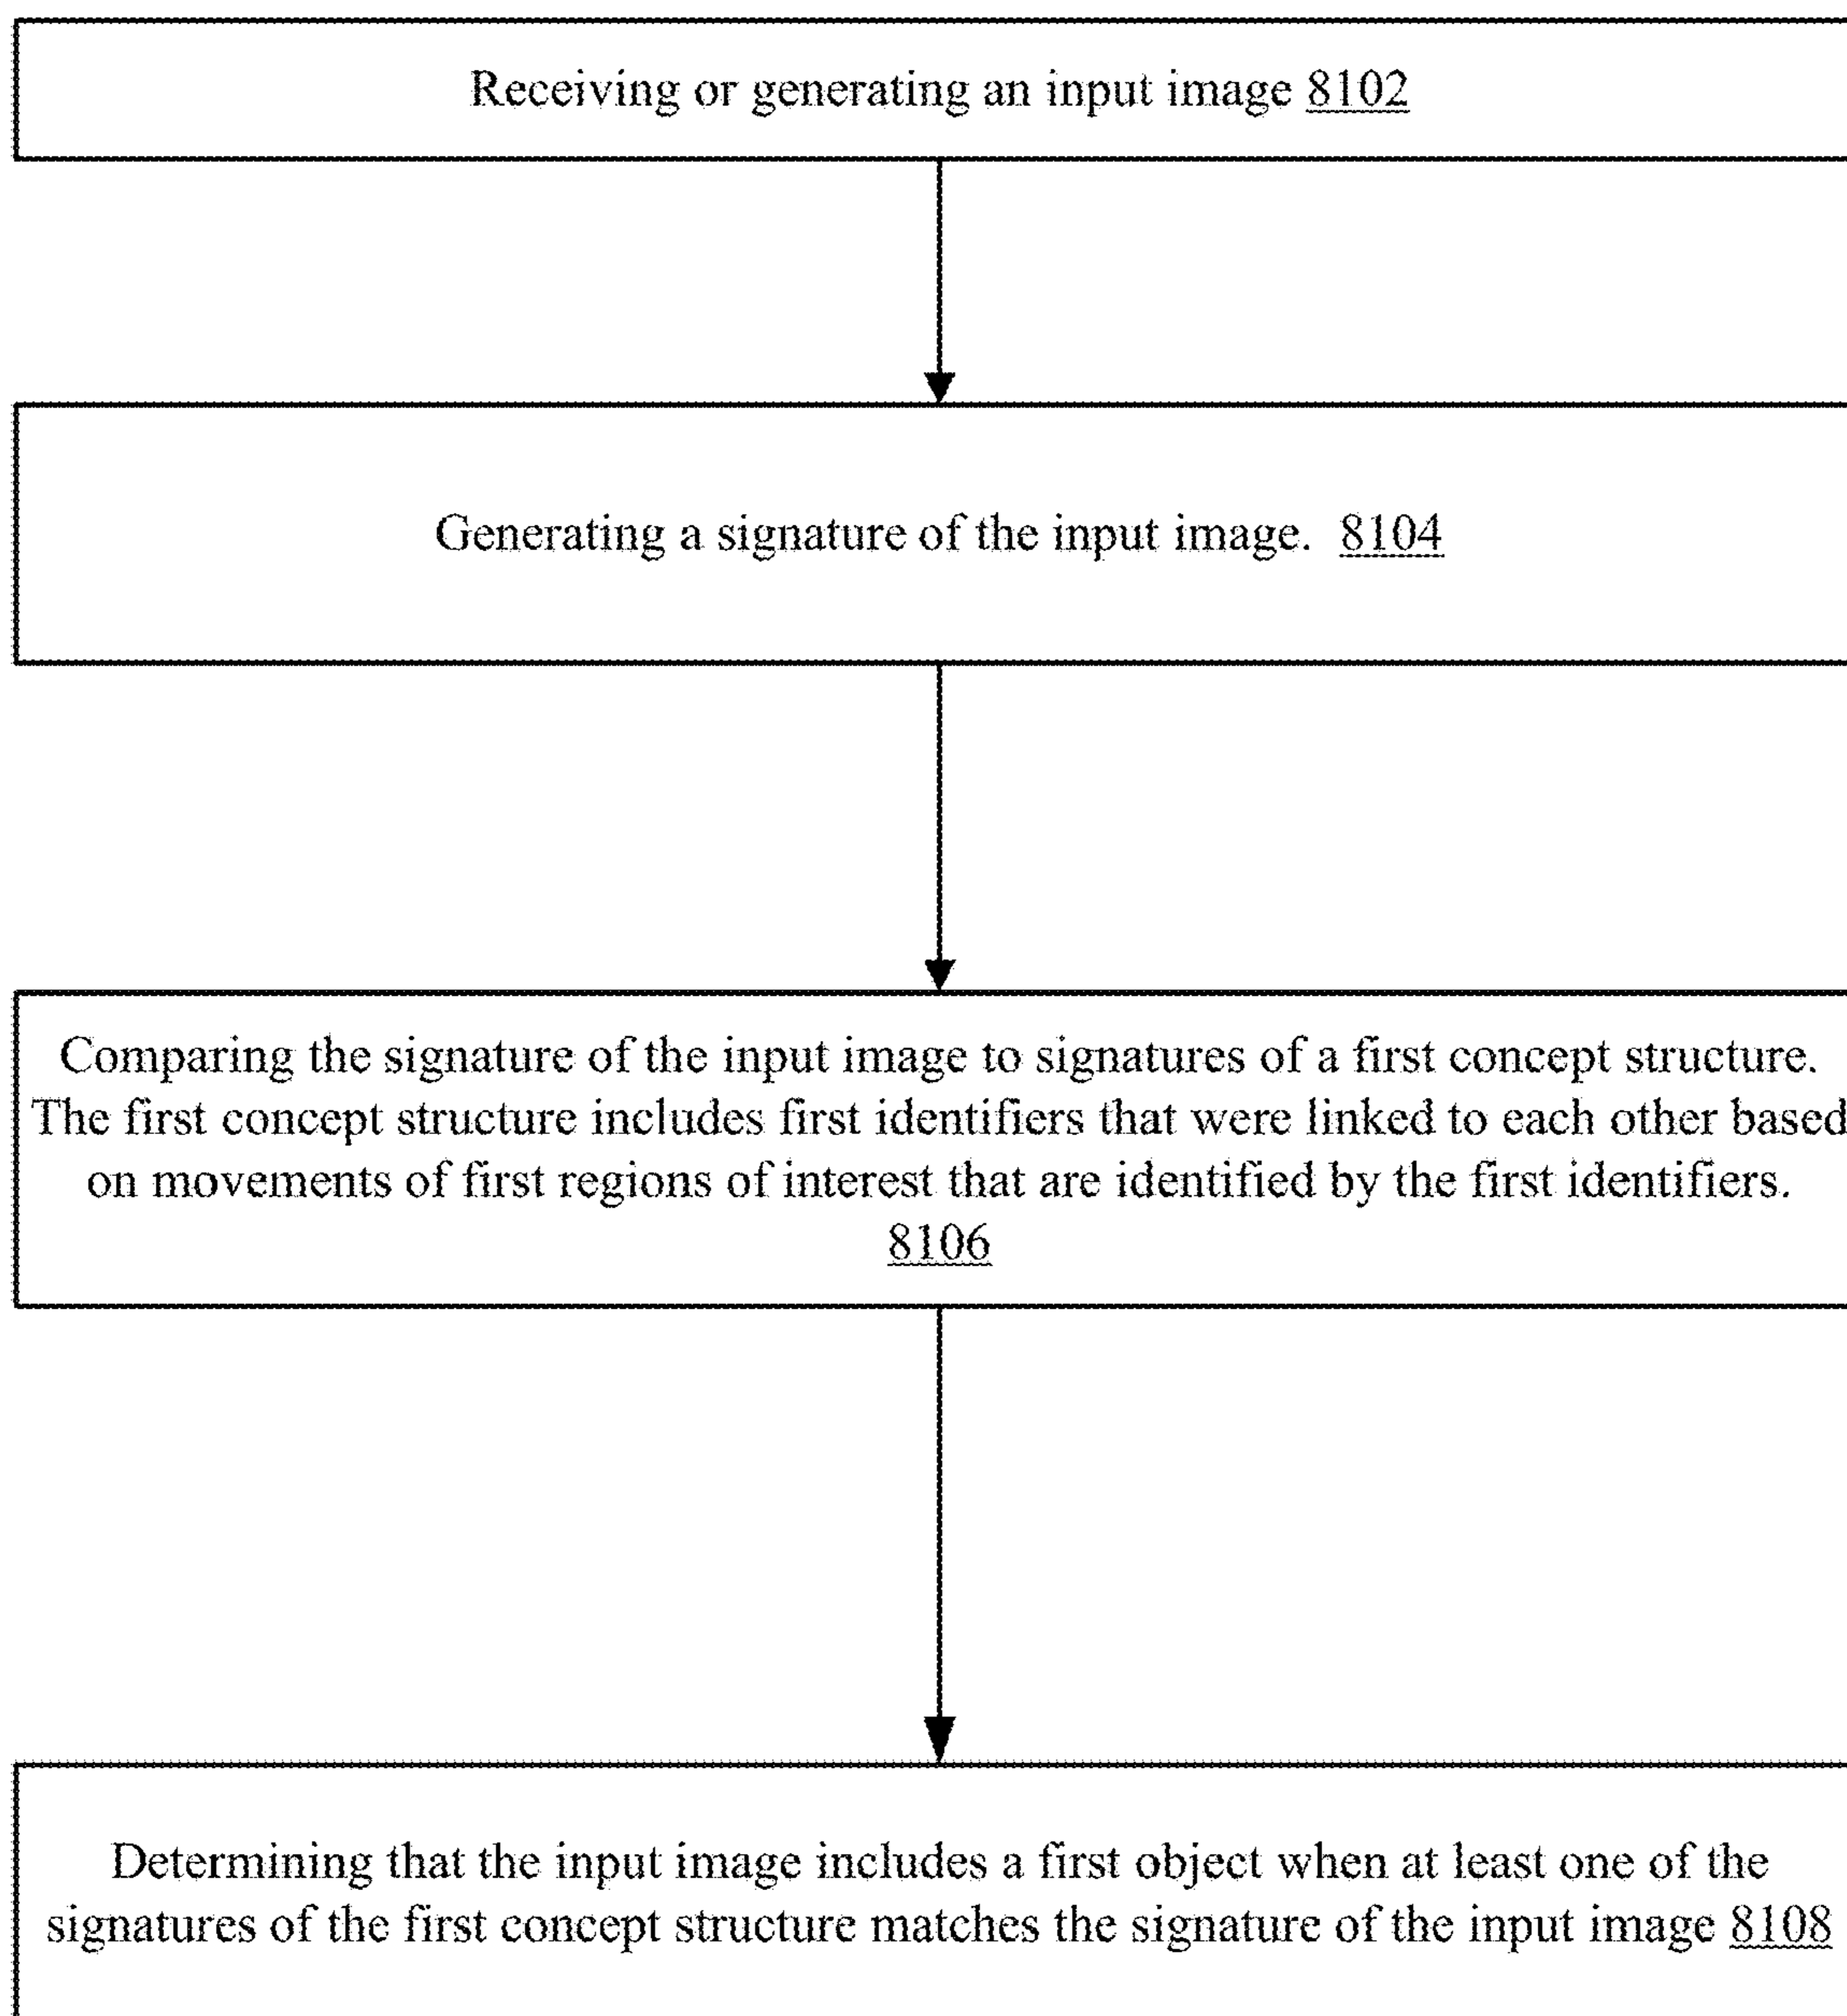 Receiving or generating an input image 8102
Generating a signature of the input image. 8104
Comparing the signature of the input image to signatures of a first concept structure.
The first concept structure includes first identifiers that were linked to each other based
on movements of first regions of interest that are identified by the first identifiers.
8106
Determining that the input image includes a first object when at least one of the
signatures of the first concept structure matches the signature of the input image 8108